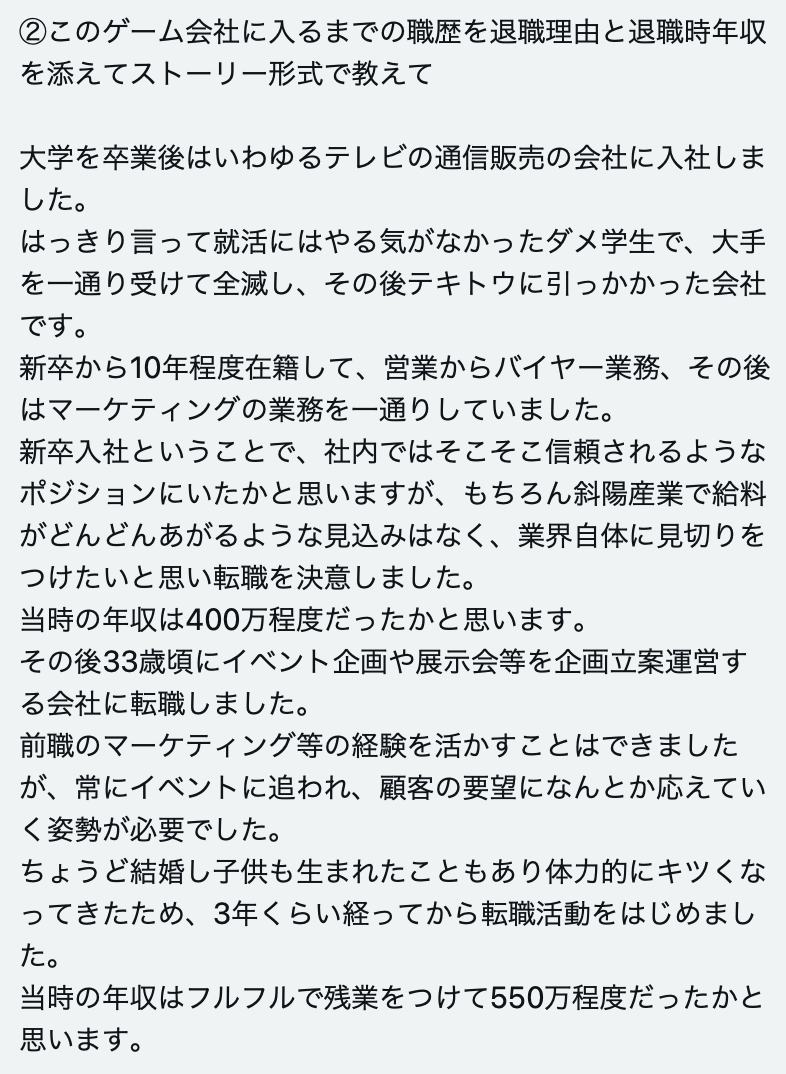 ②このゲーム会社に入るまでの職歴を退職理由と退職時年収
を添えてストーリー形式で教えて
大学を卒業後はいわゆるテレビの通信販売の会社に入社しま
した。
はっきり言って就活にはやる気がなかったダメ学生で、大手
を一通り受けて全滅し、その後テキトウに引っかかった会社
です。
新卒から10年程度在籍して、営業からバイヤー業務、その後
はマーケティングの業務を一通りしていました。
新卒入社ということで、社内ではそこそこ信頼されるような
ポジションにいたかと思いますが、もちろん斜陽産業で給料
がどんどんあがるような見込みはなく、業界自体に見切りを
つけたいと思い転職を決意しました。
当時の年収は400万程度だったかと思います。
その後33歳頃にイベント企画や展示会等を企画立案運営す
る会社に転職しました。
前職のマーケティング等の経験を活かすことはできました
が、常にイベントに追われ、顧客の要望になんとか応えてい
く姿勢が必要でした。
ちょうど結婚し子供も生まれたこともあり体力的にキツくな
ってきたため、3年くらい経ってから転職活動をはじめまし
た。
当時の年収はフルフルで残業をつけて550万程度だったかと
思います。